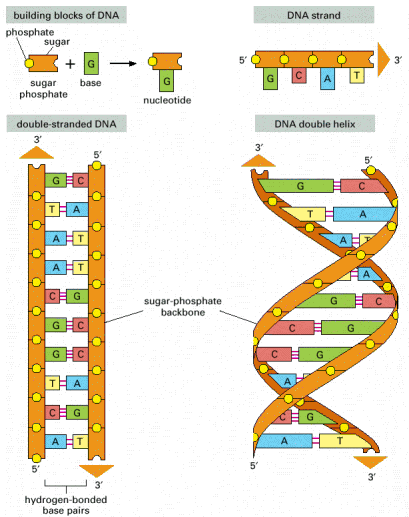 building blocks of DNA
phosphate
sugar
+
G
G
sugar
phosphate
base
nucleotide
DNA strand
5′
3′
G
C
A
T
double-stranded DNA
3′
5′
G C
T A
A T
A T
C G
G C
G C
T A
C G
A T
5′
3′
hydrogen-bonded
base pairs
sugar-phosphate
backbone
DNA double helix
3′
5′
G C
T A
A T
A
G C
C G
C G
A
C G
A T
5′
3′